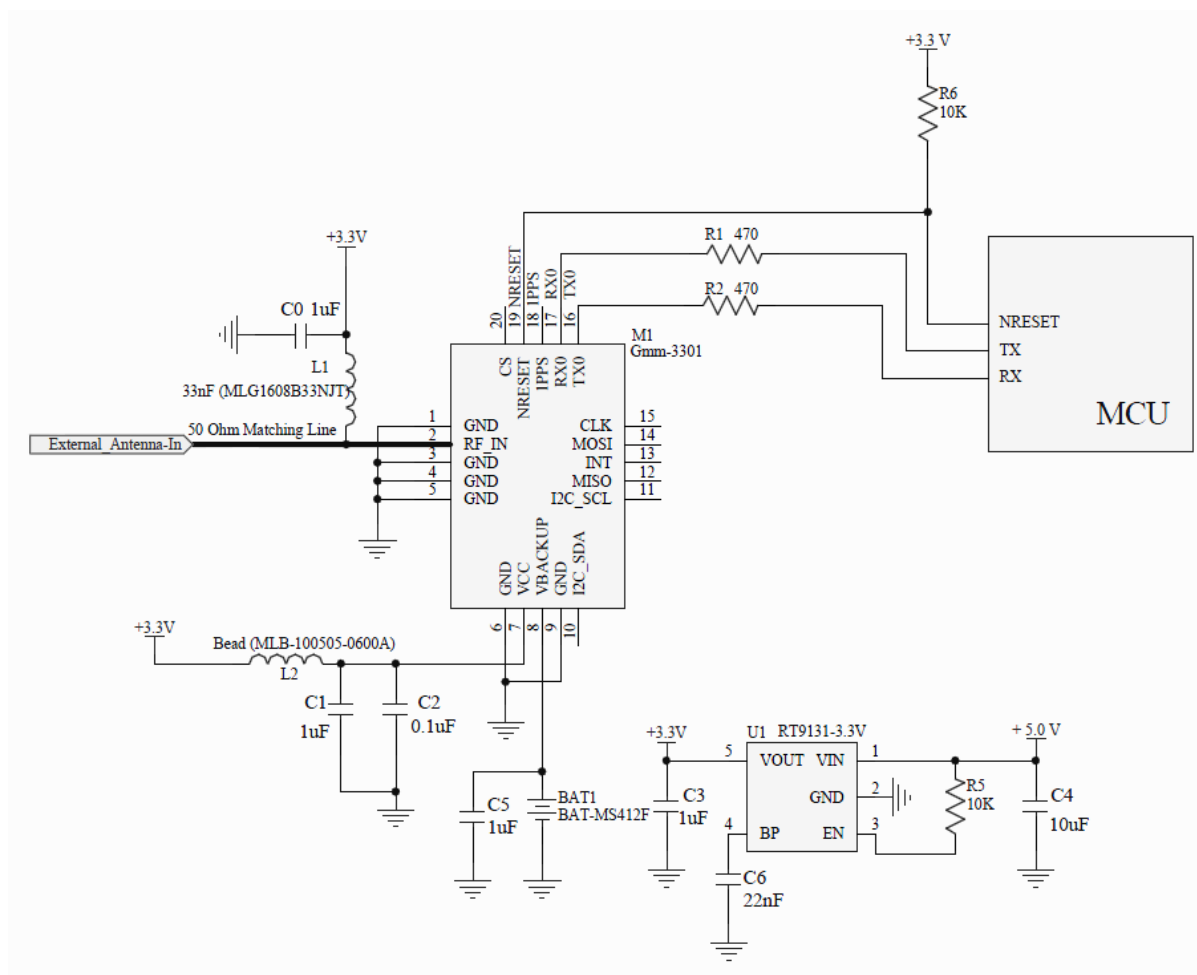 +3.3 V
R6
10K
+3.3V
R1 470
R2 470
C0 1uF
L1
33nF (MLG1608B33NJT)
50 Ohm Matching Line
External_Antenna-In
20
19 NRESET
18 1PPS
17 RX0
16 TX0
M1
Gmm-3301
CS
NRESET
1PPS
RX0
TX0
1 GND
2 RF_IN
3 GND
4 GND
5 GND
CLK 15
MOSI 14
INT 13
MISO 12
I2C_SCL 11
GND
VCC
VBACKUP
GND
I2C_SDA
6
7
8
9
10
NRESET
TX
RX
MCU
+3.3V
Bead (MLB-100505-0600A)
L2
C1
1uF
C2
0.1uF
C5
1uF
BAT1
BAT-MS412F
+3.3V
U1 RT9131-3.3V
+ 5.0 V
5 VOUT VIN 1
GND 2
4 BP EN 3
C3
1uF
R5
10K
C4
10uF
C6
22nF